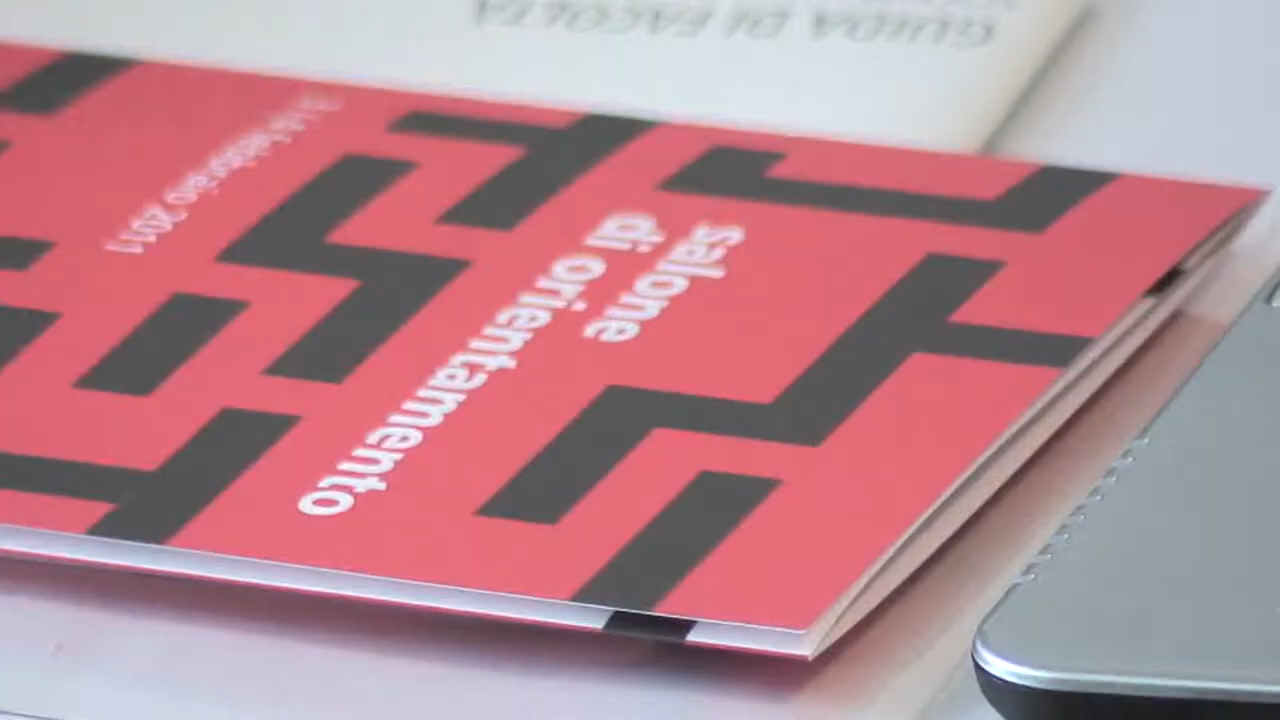 GUIDA DI FACOLTÀ
salone
di orientamento
febbraio 2011